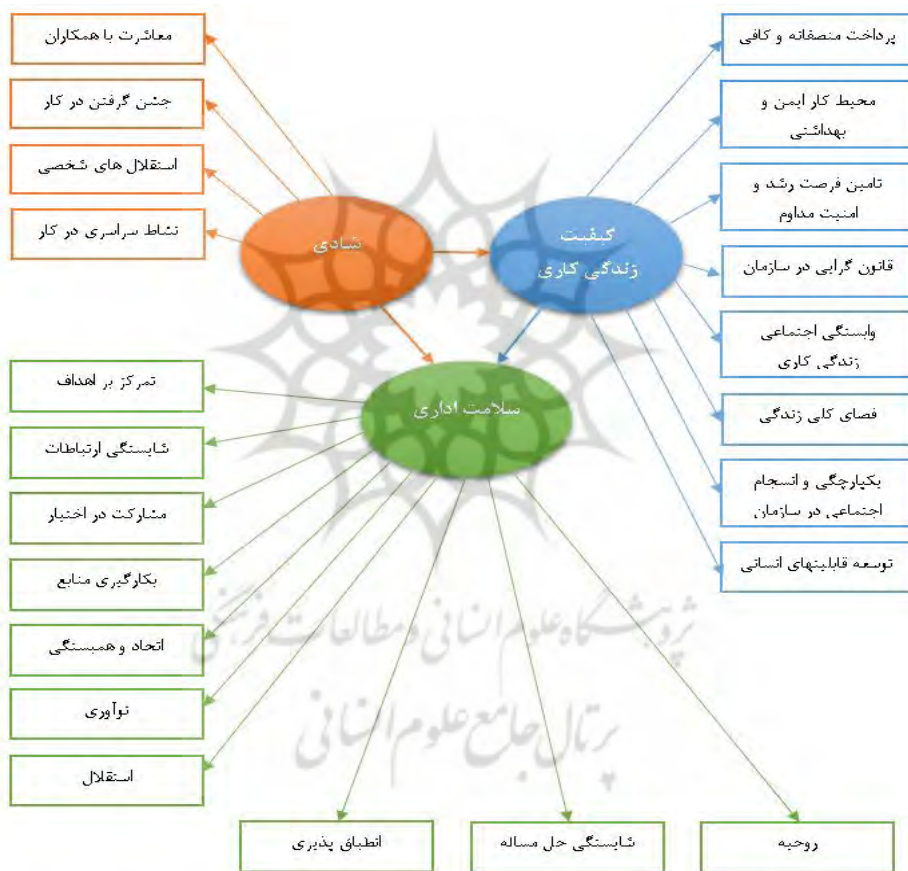 معاشرت با همکاران
جشن گرفتن در کار
استقلال های شخصی
نشاط سراسری در کار
شادی
کیفیت
زندگی کاری
پرداخت منصفانه و کافی
محیط کار ایمن و
بهداشتی
تامین فرصت رشد و
امنیت مداوم
قانون گرایی در سازمان
وابستگی اجتماعی
زندگی کاری
فضای کلی زندگی
یکپارچگی و انسجام
اجتماعی در سازمان
توسعه قابلیتهای انسانی
سلامت اداری
تمرکز بر اهداف
شایستگی ارتباطات
مشارکت در اختیار
بکارگیری منابع
اتحاد و همبستگی
نوآوری
استقلال
انطباق پذیری
شایستگی حل مساله
روحیه
پژوهشگاه علوم انسانی و مطالعات فرهنگی
پرتال جامع علوم انسانی